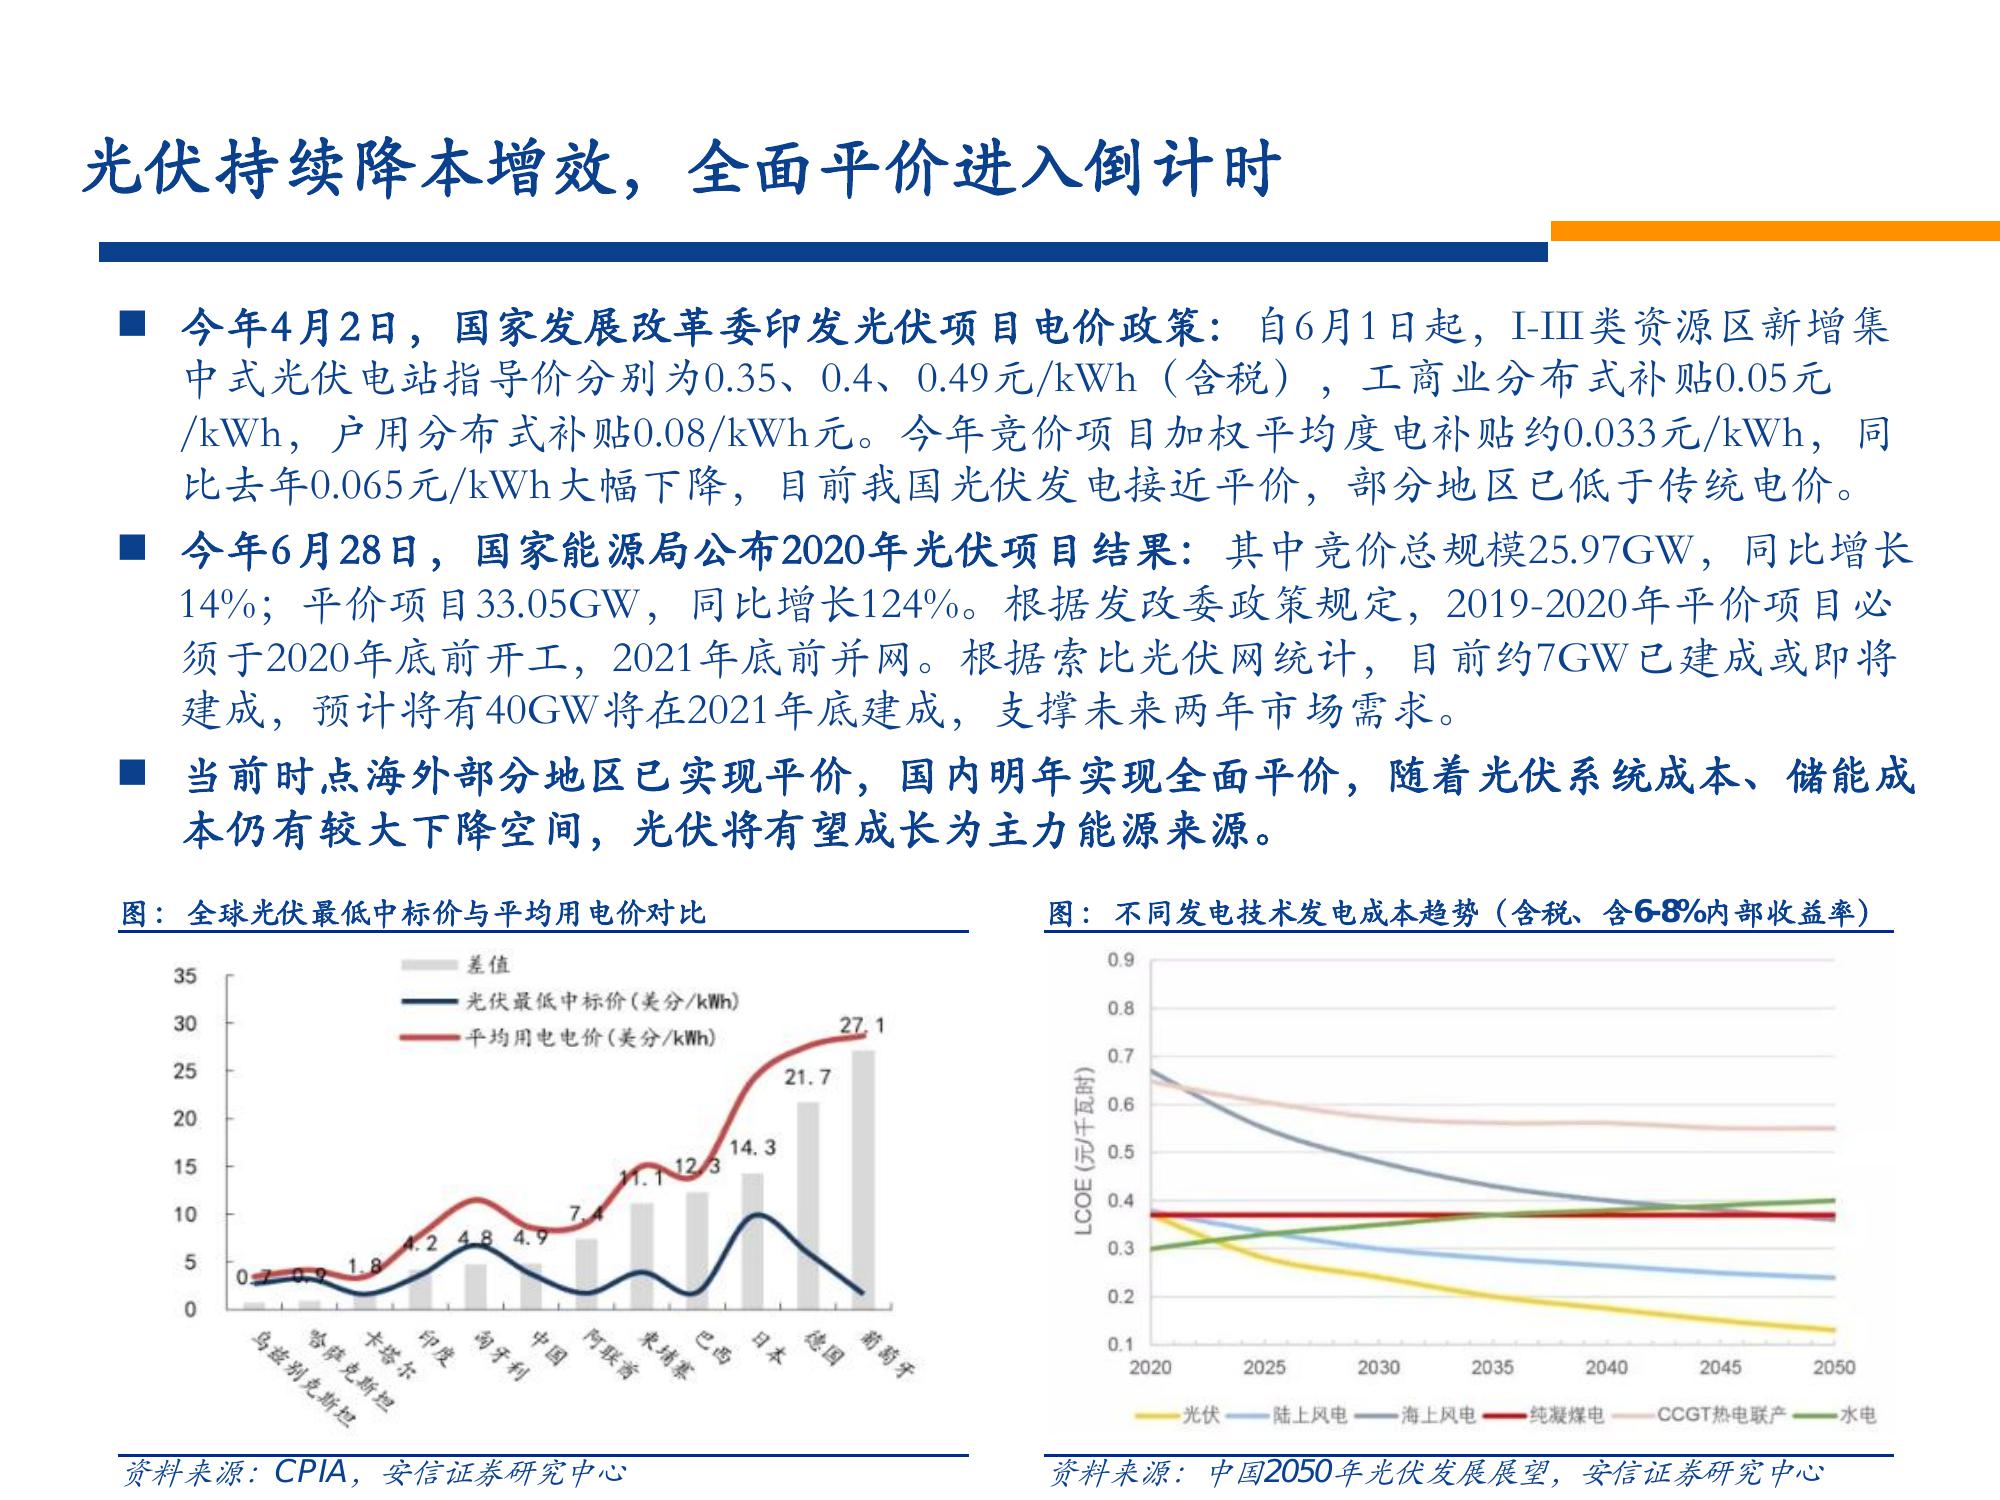 光伏持续降本增效，全面平价进入倒计时
■ 今年4月2日，国家发展改革委印发光伏项目电价政策：自6月1日起，I-III类资源区新增集
中式光伏电站指导价分别为0.35、0.4、0.49元/kWh（含税），工商业分布式补贴0.05元
/kWh，户用分布式补贴0.08/kWh元。今年竞价项目加权平均度电补贴约0.033元/kWh，同
比去年0.065元/kWh大幅下降，目前我国光伏发电接近平价，部分地区已低于传统电价。
■ 今年6月28日，国家能源局公布2020年光伏项目结果：其中竞价总规模25.97GW，同比增长
14%；平价项目33.05GW，同比增长124%。根据发改委政策规定，2019-2020年平价项目必
须于2020年底前开工，2021年底前并网。根据索比光伏网统计，目前约7GW已建成或即将
建成，预计将有40GW将在2021年底建成，支撑未来两年市场需求。
■ 当前时点海外部分地区已实现平价，国内明年实现全面平价，随着光伏系统成本、储能成
本仍有较大下降空间，光伏将有望成长为主力能源来源。
图：全球光伏最低中标价与平均用电价对比
差值
光伏最低中标价(美分/kWh)
平均用电电价(美分/kWh)
35
30
25
20
15
10
5
0
0.7
0.9
1.8
4.2
4.8
4.9
7.4
11.1
12.3
14.3
21.7
27.1
乌兹别克斯坦
哈萨克斯坦
卡塔尔
印度
匈牙利
中国
阿联酋
柬埔寨
巴西
日本
德国
葡萄牙
资料来源：CPIA，安信证券研究中心
图：不同发电技术发电成本趋势（含税、含6-8%内部收益率）
LCOE (元/千瓦时)
0.9
0.8
0.7
0.6
0.5
0.4
0.3
0.2
0.1
2020
2025
2030
2035
2040
2045
2050
光伏
陆上风电
海上风电
纯凝煤电
CCGT热电联产
水电
资料来源：中国2050年光伏发展展望，安信证券研究中心